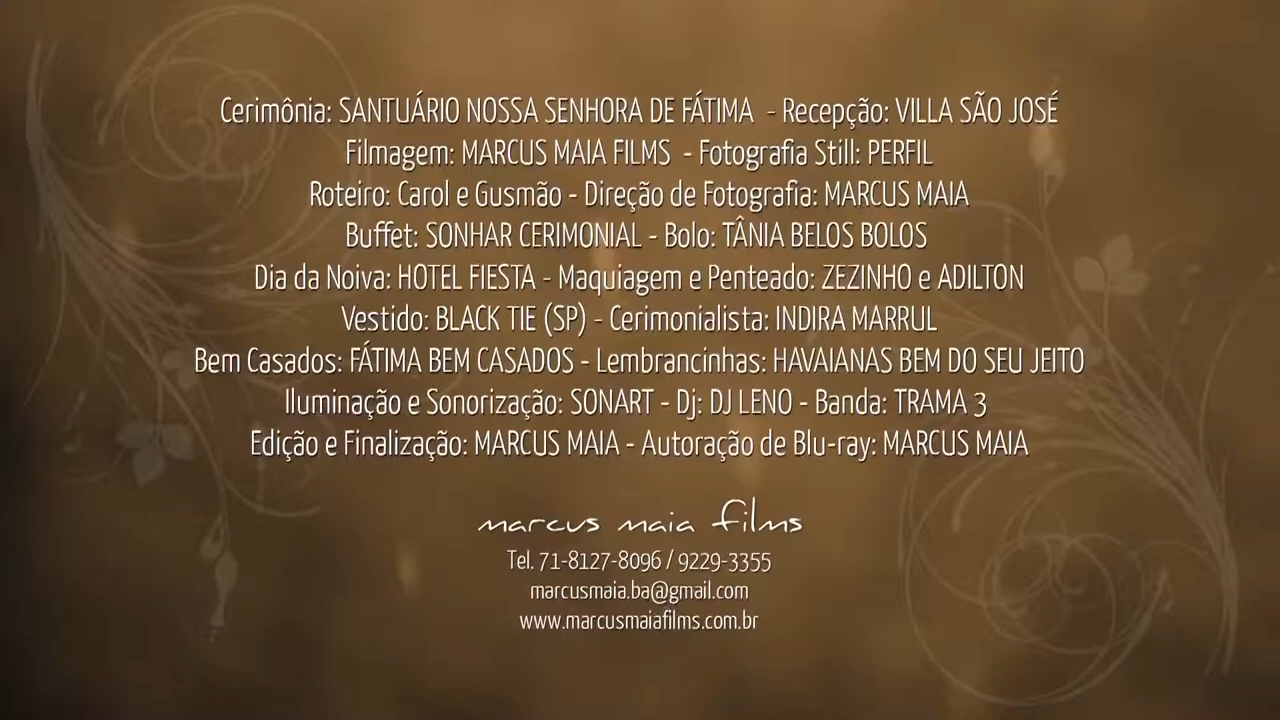 Cerimônia: SANTUÁRIO NOSSA SENHORA DE FÁTIMA - Recepção: VILLA SÃO JOSÉ
Filmagem: MARCUS MAIA FILMS - Fotografia Still: PERFIL
Roteiro: Carol e Gusmão - Direção de Fotografia: MARCUS MAIA
Buffet: SONHAR CERIMONIAL - Bolo: TÂNIA BELOS BOLOS
Dia da Noiva: HOTEL FIESTA - Maquiagem e Penteado: ZEZINHO e ADILTON
Vestido: BLACK TIE (SP) - Cerimonialista: INDIRA MARRUL
Bem Casados: FÁTIMA BEM CASADOS - Lembrancinhas: HAVAIANAS BEM DO SEU JEITO
Iluminação e Sonorização: SONART - Dj: DJ LENO - Banda: TRAMA 3
Edição e Finalização: MARCUS MAIA - Autoração de Blu-ray: MARCUS MAIA
marcus maia films
Tel. 71-8127-8096 / 9229-3355
marcusmaia.ba@gmail.com
www.marcusmaiafilms.com.br